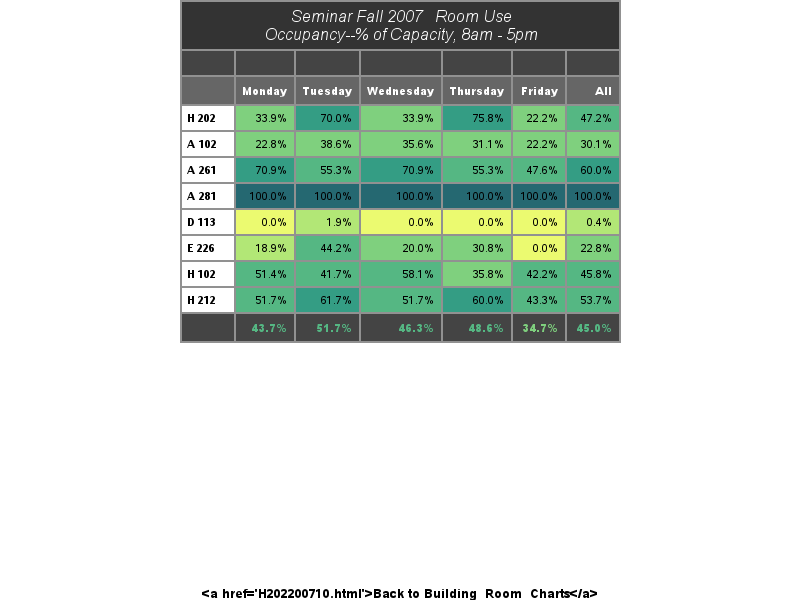 Seminar Fall 2007 Room Use
Occupancy--% of Capacity, 8am - 5pm
Monday Tuesday Wednesday Thursday Friday All
H 202 33.9% 70.0% 33.9% 75.8% 22.2% 47.2%
A 102 22.8% 38.6% 35.6% 31.1% 22.2% 30.1%
A 261 70.9% 55.3% 70.9% 55.3% 47.6% 60.0%
A 281 100.0% 100.0% 100.0% 100.0% 100.0% 100.0%
D 113 0.0% 1.9% 0.0% 0.0% 0.0% 0.4%
E 226 18.9% 44.2% 20.0% 30.8% 0.0% 22.8%
H 102 51.4% 41.7% 58.1% 35.8% 42.2% 45.8%
H 212 51.7% 61.7% 51.7% 60.0% 43.3% 53.7%
43.7% 51.7% 46.3% 48.6% 34.7% 45.0%
<a href='H202200710.html'>Back to Building Room Charts</a>